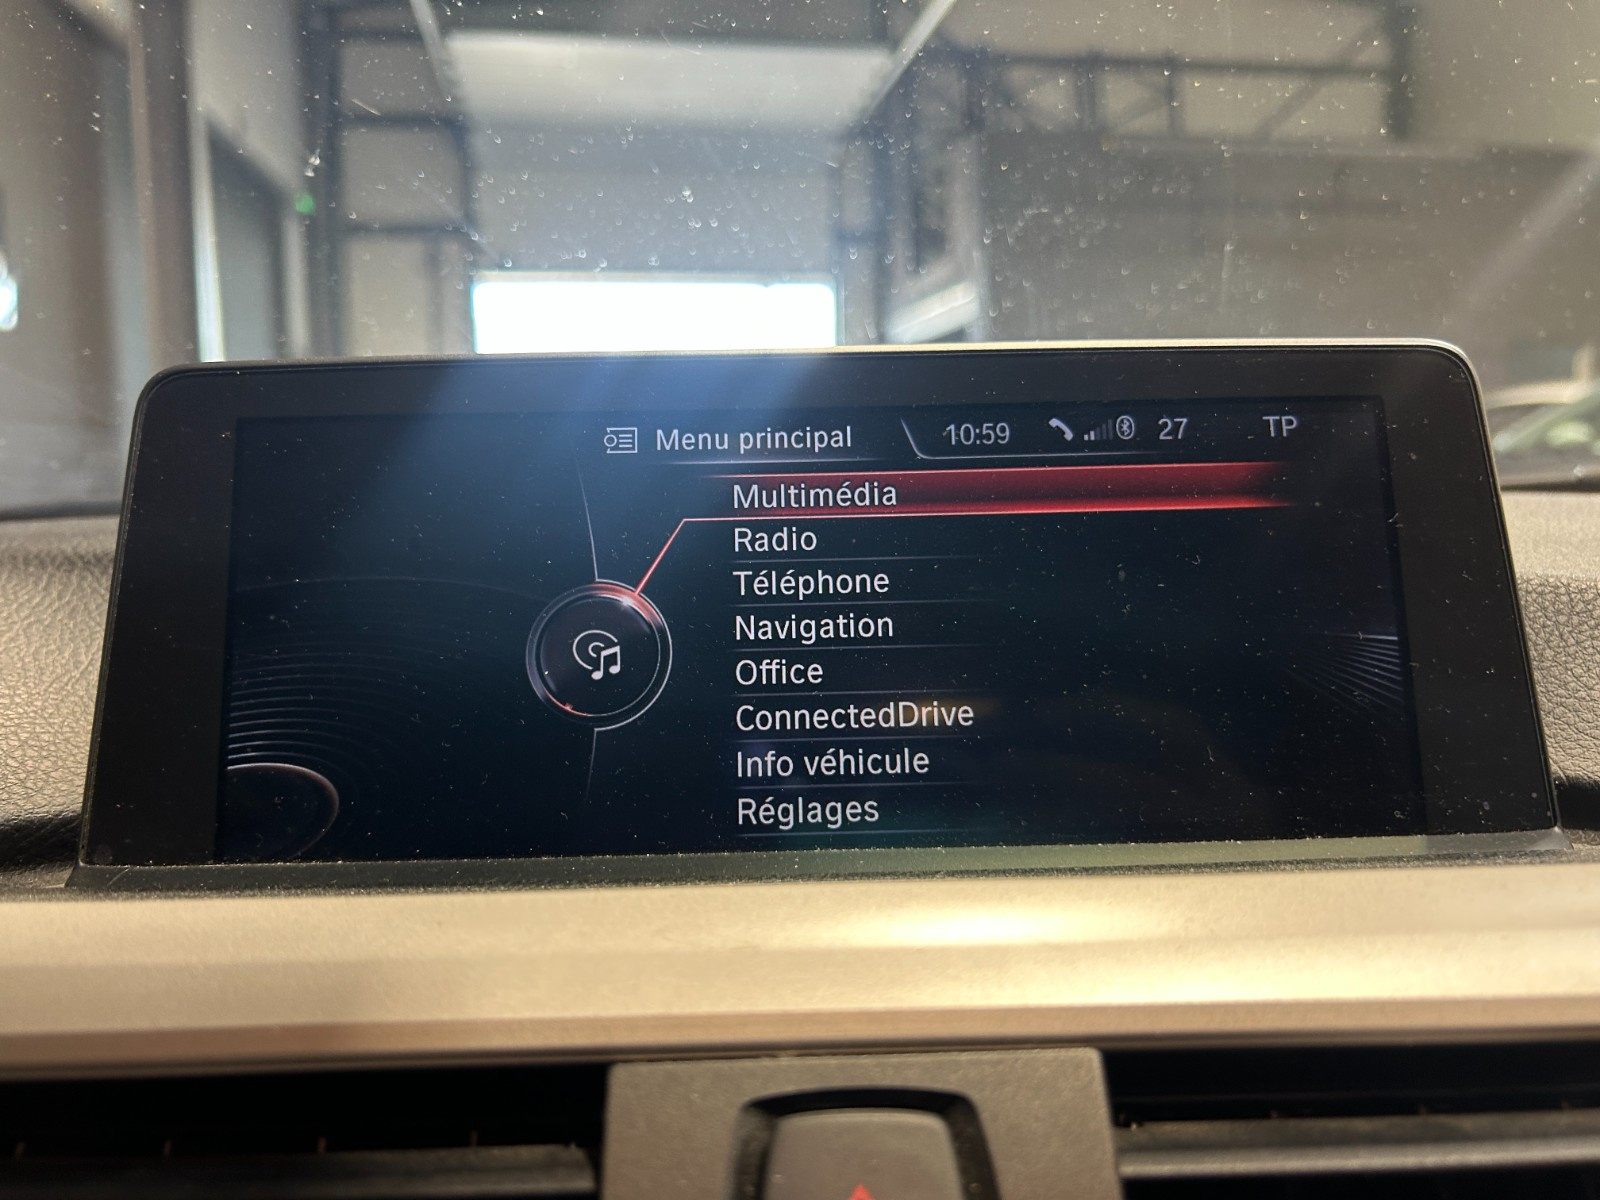 Menu principal 10:59 27 TP
Multimédia
Radio
Téléphone
Navigation
Office
ConnectedDrive
Info véhicule
Réglages